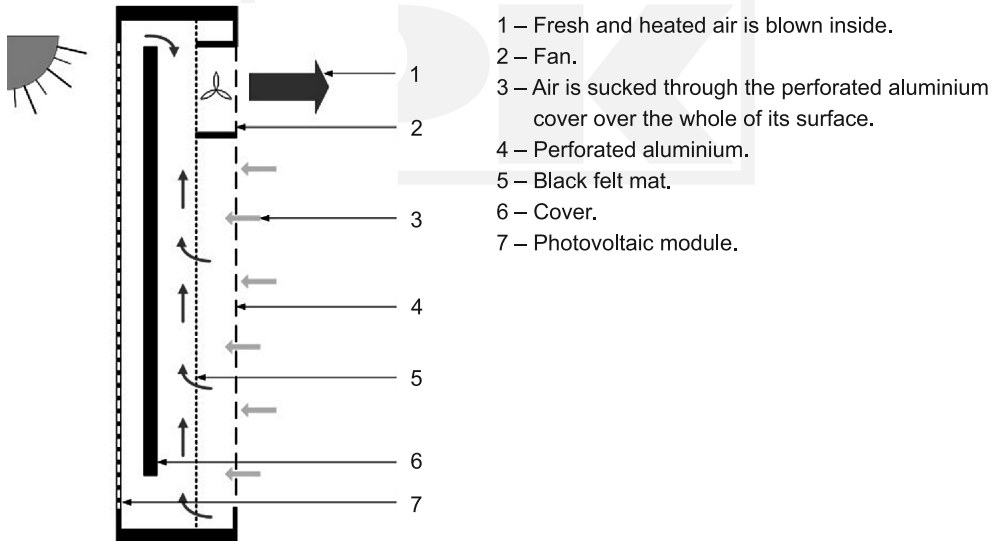 1 – Fresh and heated air is blown inside.
2 – Fan.
3 – Air is sucked through the perforated aluminium
cover over the whole of its surface.
4 – Perforated aluminium.
5 – Black felt mat.
6 – Cover.
7 – Photovoltaic module.
1
2
3
4
5
6
7